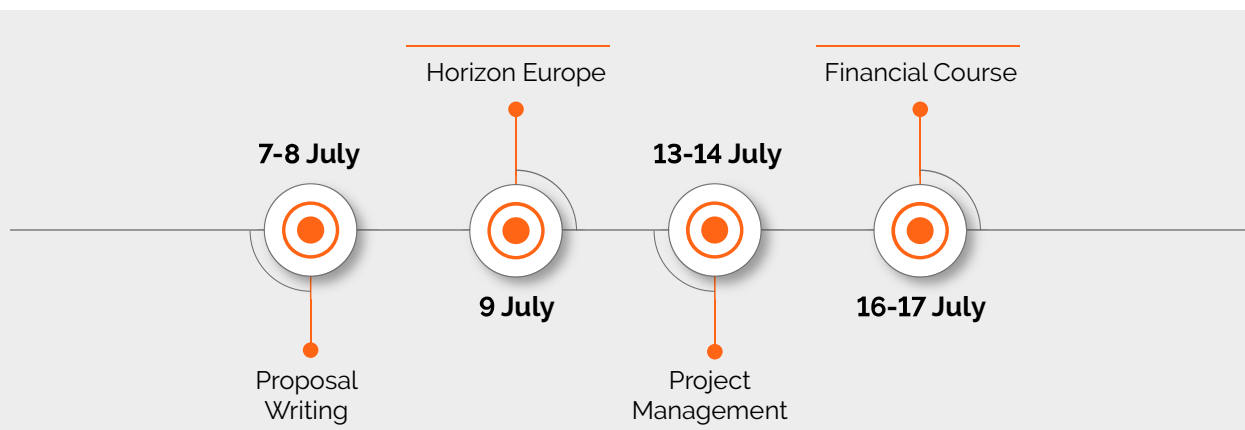 Horizon Europe
Financial Course
7-8 July
13-14 July
9 July
16-17 July
Proposal
Writing
Project
Management